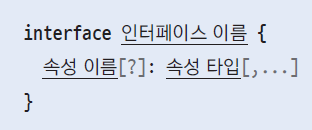 interface 인터페이스 이름 {
속성 이름[?]: 속성 타입[,...]
}